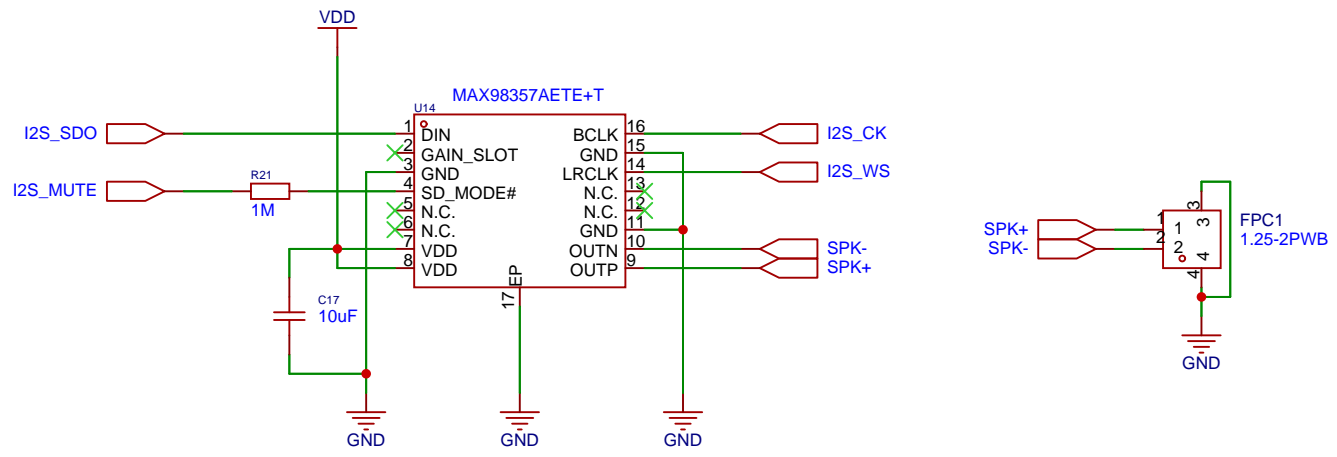 VDD
MAX98357AETE+T
U14
I2S_SDO
1
DIN
BCLK
16
I2S_CK
2
GAIN_SLOT
GND
15
3
GND
LRCLK
14
I2S_WS
I2S_MUTE
R21
1M
4
SD_MODE#
N.C.
13
5
N.C.
N.C.
12
6
N.C.
GND
11
7
VDD
OUTN
10
SPK-
8
VDD
OUTP
9
SPK+
17
EP
C17
10uF
GND
GND
GND
SPK+
SPK-
1
2
1
2
3
3
4
4
FPC1
1.25-2PWB
GND